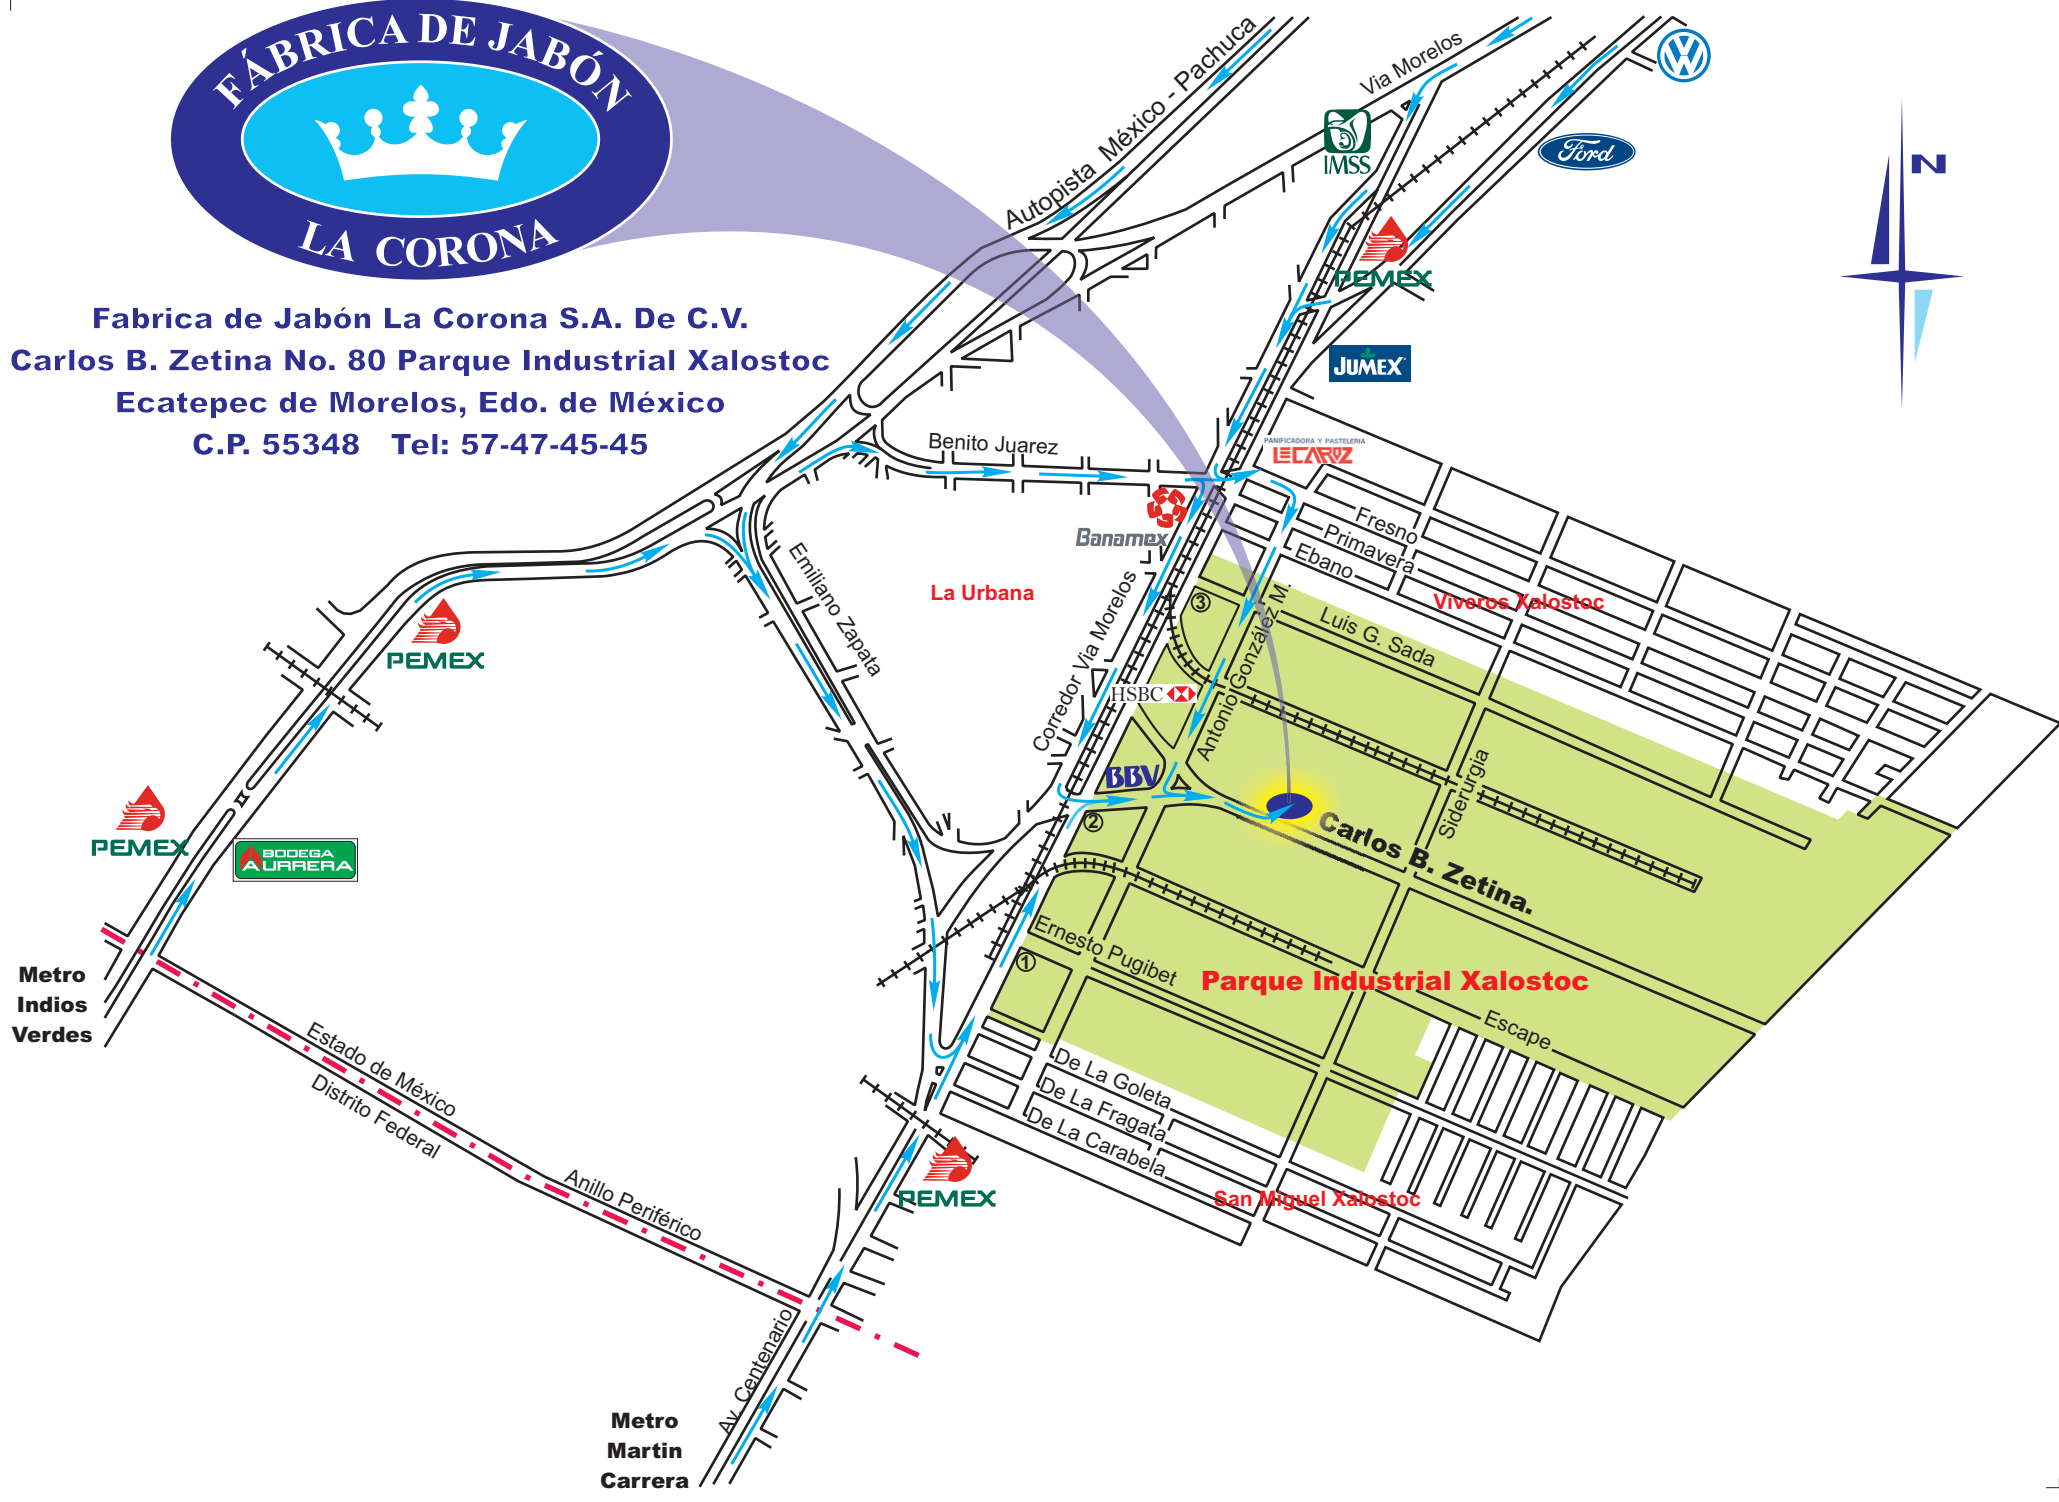 FÁBRICA DE JABÓN
LA CORONA
Fabrica de Jabón La Corona S.A. De C.V.
Carlos B. Zetina No. 80 Parque Industrial Xalostoc
Ecatepec de Morelos, Edo. de México
C.P. 55348 Tel: 57-47-45-45
Autopista México - Pachuca
Via Morelos
IMSS
Ford
N
PEMEX
JUMEX
PANIFICADORA Y PASTELERIA
LECAROZ
Benito Juarez
Banamex
Emiliano Zapata
La Urbana
Fresno
Primavera
Ebano
Viveros Xalostoc
Luis G. Sada
3
Corredor Via Morelos
HSBC
Antonio González M.
Siderurgia
BBV
2
Carlos B. Zetina.
PEMEX
PEMEX
BODEGA
AURRERA
Ernesto Pugibet
1
Parque Industrial Xalostoc
Escape
Metro
Indios
Verdes
Estado de México
Distrito Federal
Anillo Periférico
De La Goleta
De La Fragata
De La Carabela
PEMEX
San Miguel Xalostoc
Av. Centenario
Metro
Martin
Carrera